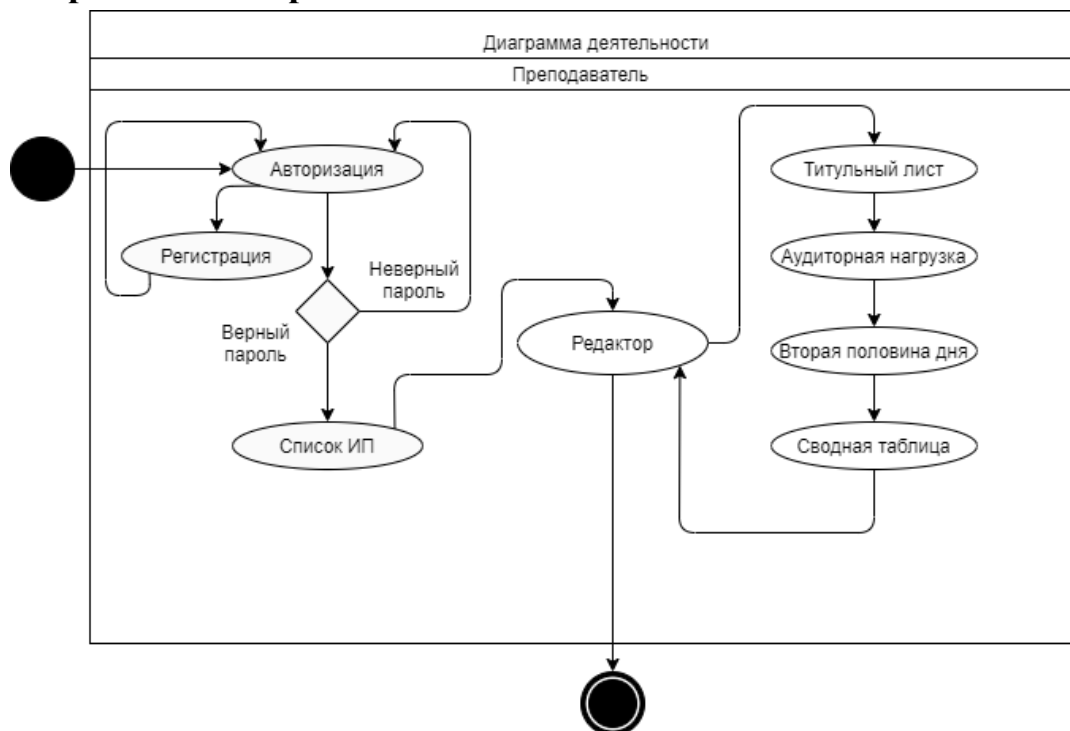 Диаграмма деятельности
Преподаватель
Авторизация
Регистрация
Неверный
пароль
Верный
пароль
Список ИП
Редактор
Титульный лист
Аудиторная нагрузка
Вторая половина дня
Сводная таблица